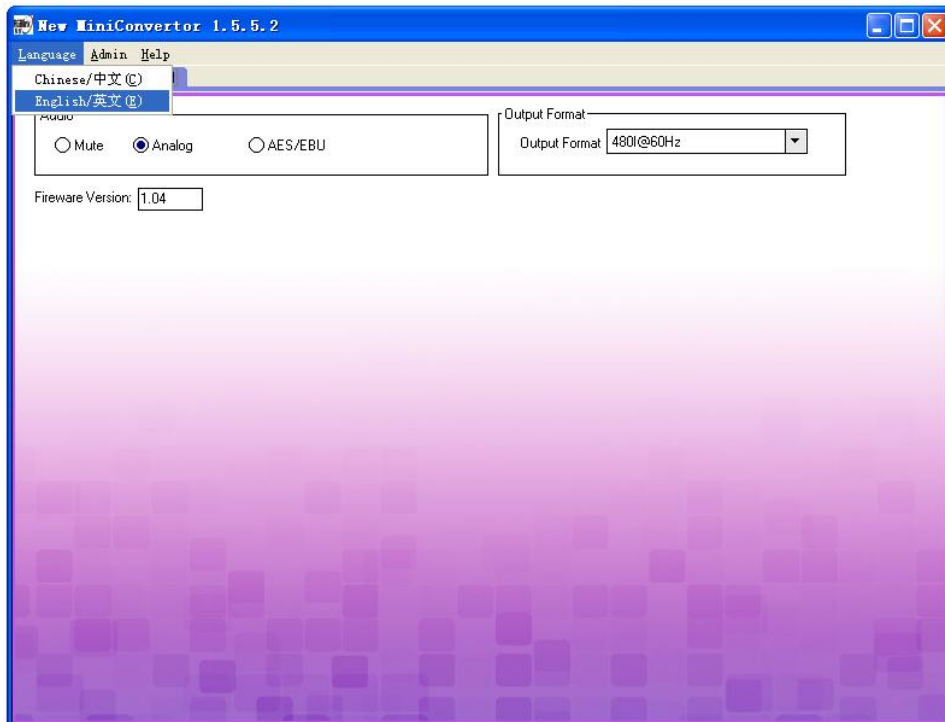 New MiniConvertor 1.5.5.2
Language Admin Help
Chinese/中文(C)
English/英文(E)
Audio
Mute Analog AES/EBU
Output Format
Output Format 480I@60Hz
Fireware Version: 1.04